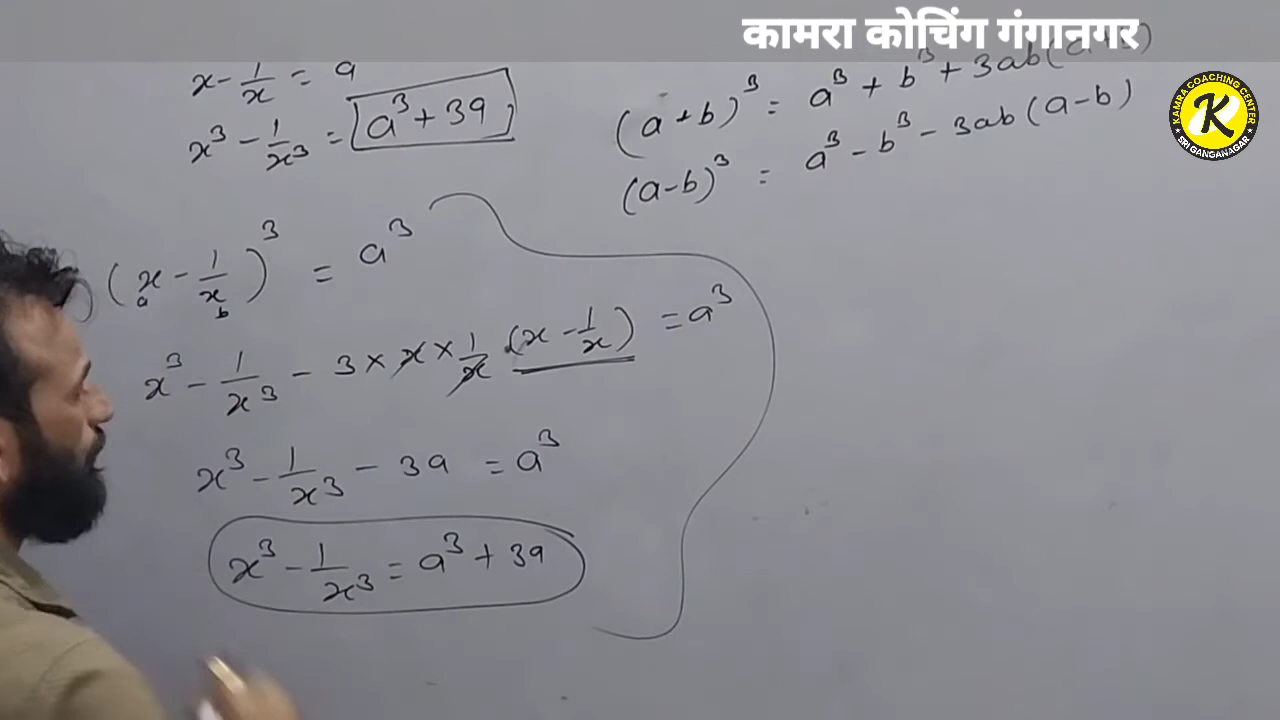 कामरा कोचिंग गंगानगर
KAMRA COACHING CENTER
K
SRI GANGANAGAR
x - 1/x = a
x³ - 1/x³ = a³ + 3a
(a + b)³ = a³ + b³ + 3ab(a + b)
(a - b)³ = a³ - b³ - 3ab(a - b)
(x - 1/x)³ = a³
a b
x³ - 1/x³ - 3 × x × 1/x (x - 1/x) = a³
x³ - 1/x³ - 3a = a³
x³ - 1/x³ = a³ + 3a